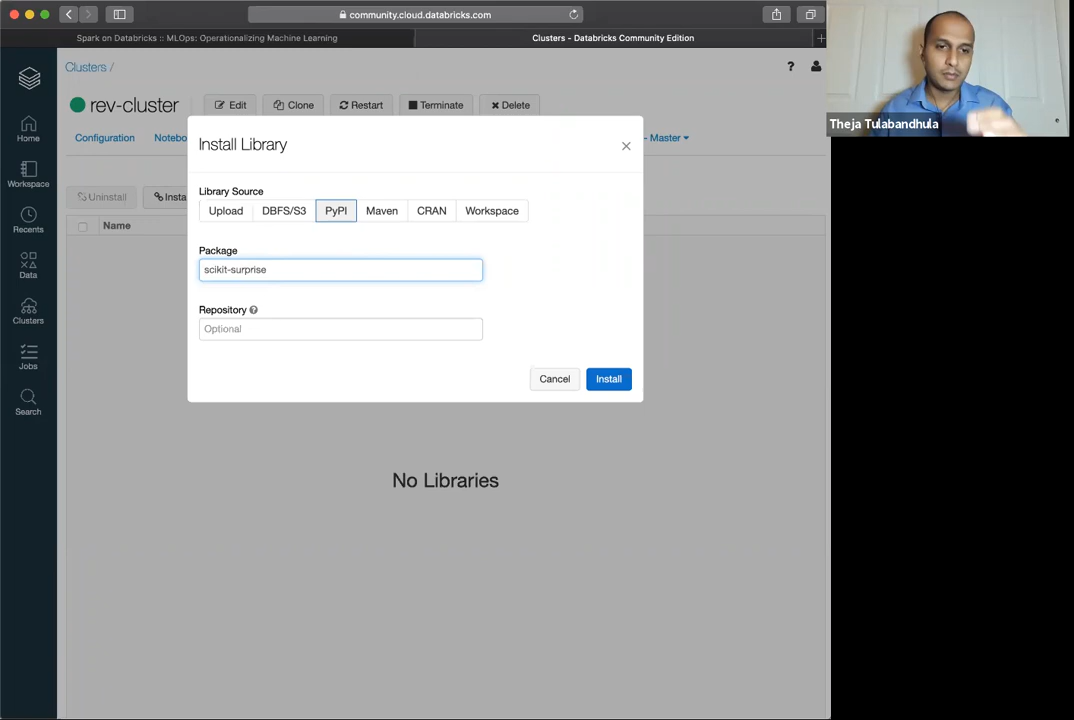 community.cloud.databricks.com
Spark on Databricks :: MLOps: Operationalizing Machine Learning
Clusters - Databricks Community Edition
Clusters /
?
rev-cluster
Edit
Clone
Restart
Terminate
Delete
Configuration
Notebo
- Master
Install Library
Library Source
Upload
DBFS/S3
PyPI
Maven
CRAN
Workspace
Package
scikit-surprise
Repository
Optional
Cancel
Install
Uninstall
Insta
Name
No Libraries
Home
Workspace
Recents
Data
Clusters
Jobs
Search
Theja Tulabandhula